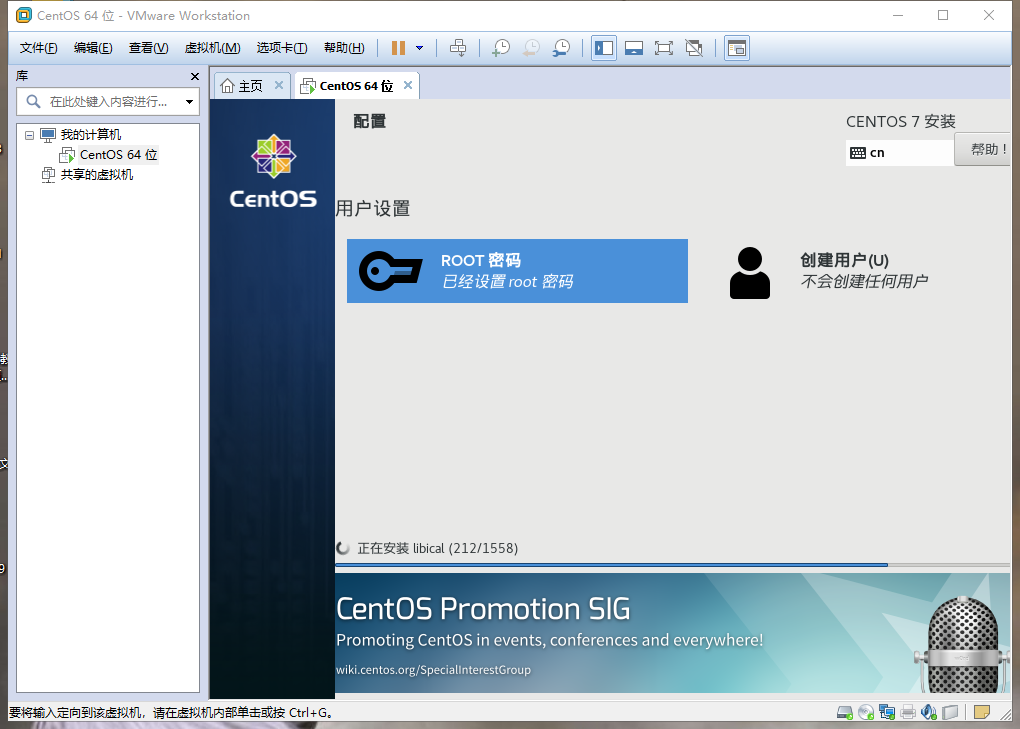 CentOS 64 位 - VMware Workstation
文件(F) 编辑(E) 查看(V) 虚拟机(M) 选项卡(T) 帮助(H)
库
主页
CentOS 64 位
在此处键入内容进行...
我的计算机
CentOS 64 位
共享的虚拟机
CentOS
配置
CENTOS 7 安装
cn
帮助！
用户设置
ROOT 密码
已经设置 root 密码
创建用户(U)
不会创建任何用户
正在安装 libical (212/1558)
CentOS Promotion SIG
Promoting CentOS in events, conferences and everywhere!
wiki.centos.org/SpecialInterestGroup
要将输入定向到该虚拟机，请在虚拟机内部单击或按 Ctrl+G。